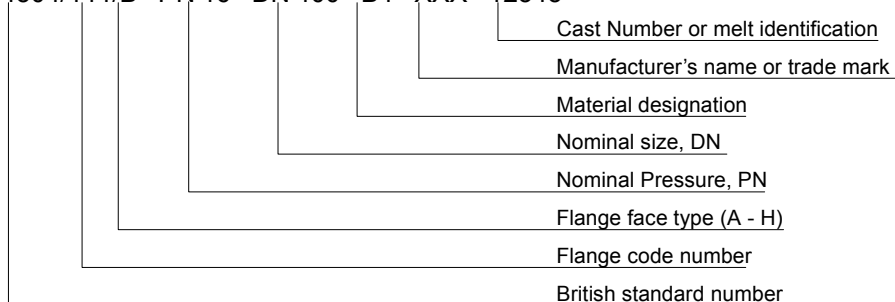 Cast Number or melt identification
Manufacturer's name or trade mark
Material designation
Nominal size, DN
Nominal Pressure, PN
Flange face type (A - H)
Flange code number
British standard number